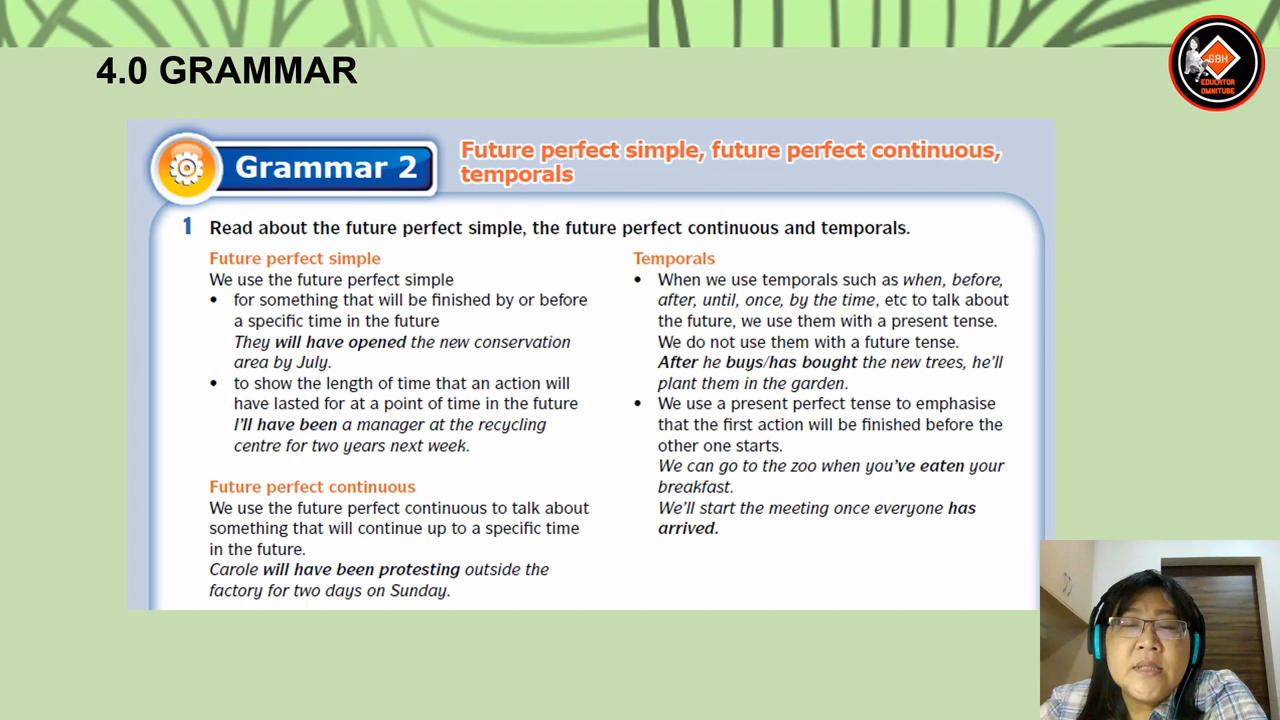 4.0 GRAMMAR
GBH
EDUCATOR
OMNITUBE
Grammar 2
Future perfect simple, future perfect continuous,
temporals
1 Read about the future perfect simple, the future perfect continuous and temporals.
Future perfect simple
We use the future perfect simple
• for something that will be finished by or before
a specific time in the future
They will have opened the new conservation
area by July.
• to show the length of time that an action will
have lasted for at a point of time in the future
I'll have been a manager at the recycling
centre for two years next week.
Future perfect continuous
We use the future perfect continuous to talk about
something that will continue up to a specific time
in the future.
Carole will have been protesting outside the
factory for two days on Sunday.
Temporals
• When we use temporals such as when, before,
after, until, once, by the time, etc to talk about
the future, we use them with a present tense.
We do not use them with a future tense.
After he buys/has bought the new trees, he'll
plant them in the garden.
• We use a present perfect tense to emphasise
that the first action will be finished before the
other one starts.
We can go to the zoo when you've eaten your
breakfast.
We'll start the meeting once everyone has
arrived.